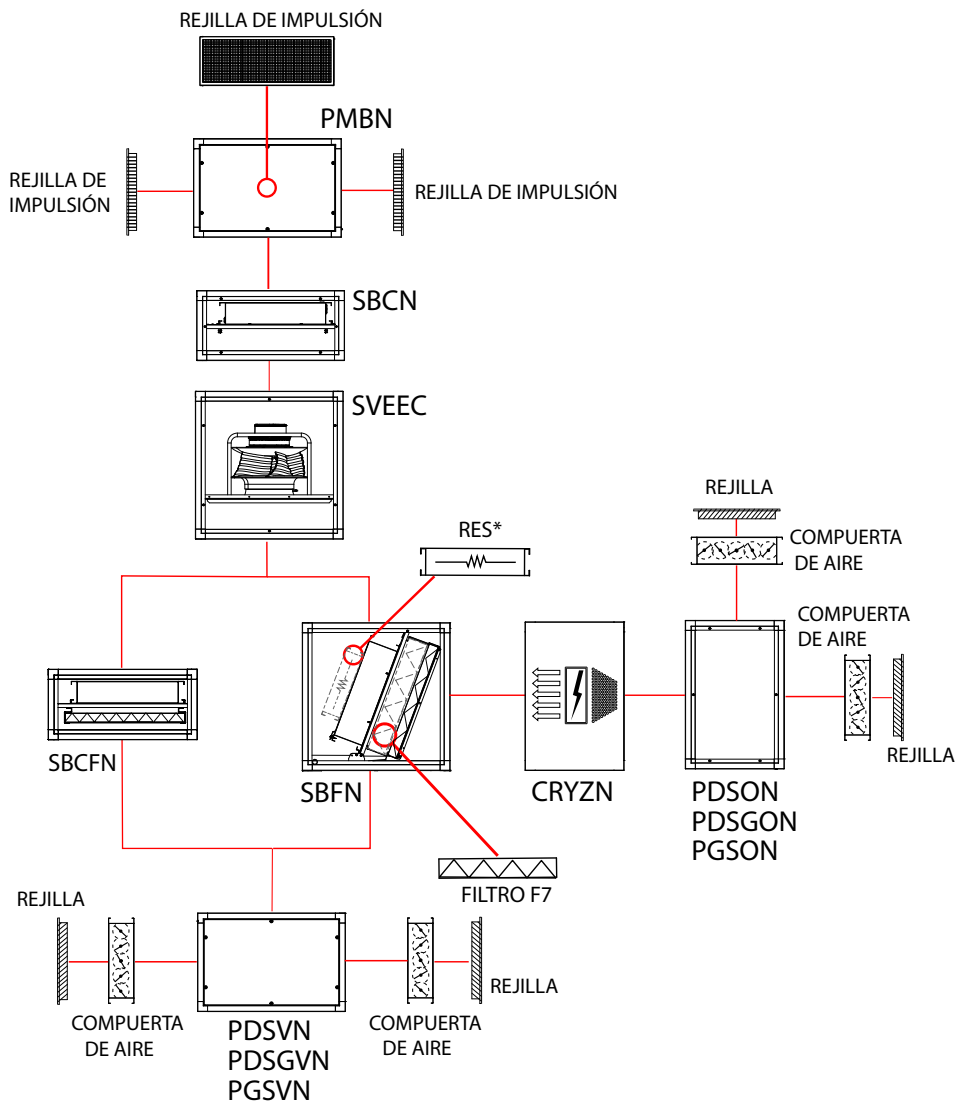 REJILLA DE IMPULSIÓN
PMBN
REJILLA DE
IMPULSIÓN
REJILLA DE IMPULSIÓN
SBCN
SVEEC
REJILLA
RES*
COMPUERTA
DE AIRE
COMPUERTA
DE AIRE
REJILLA
SBCFN
SBFN
CRYZN
PDSON
PDSGON
PGSON
FILTRO F7
REJILLA
REJILLA
COMPUERTA
DE AIRE
COMPUERTA
DE AIRE
PDSVN
PDSGVN
PGSVN